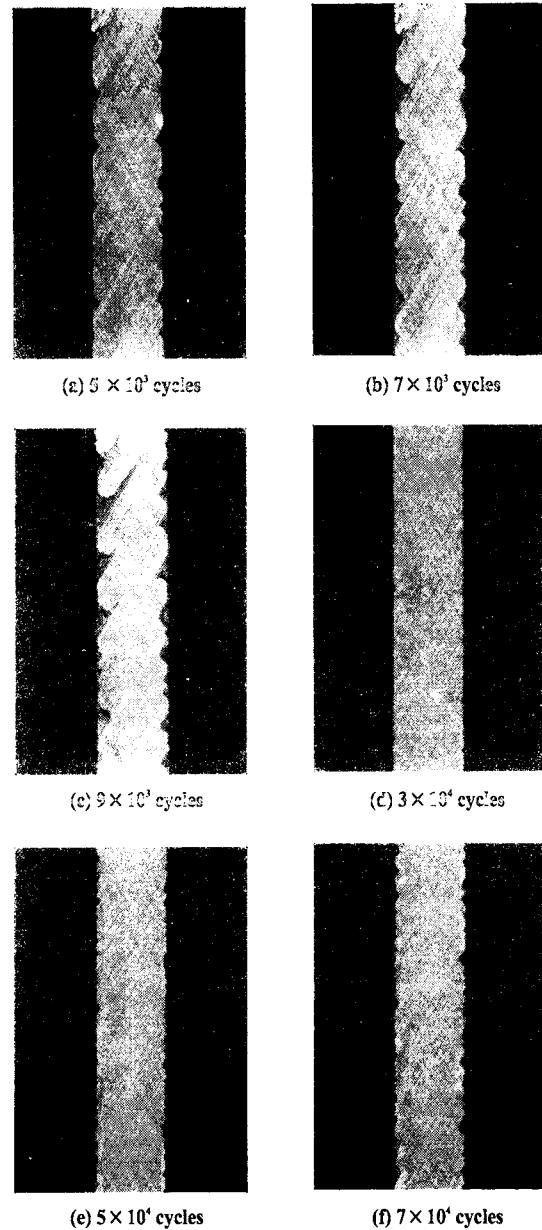 (a) 5 × 10³ cycles
(b) 7 × 10³ cycles
(c) 9 × 10³ cycles
(d) 3 × 10⁴ cycles
(e) 5 × 10⁴ cycles
(f) 7 × 10⁴ cycles